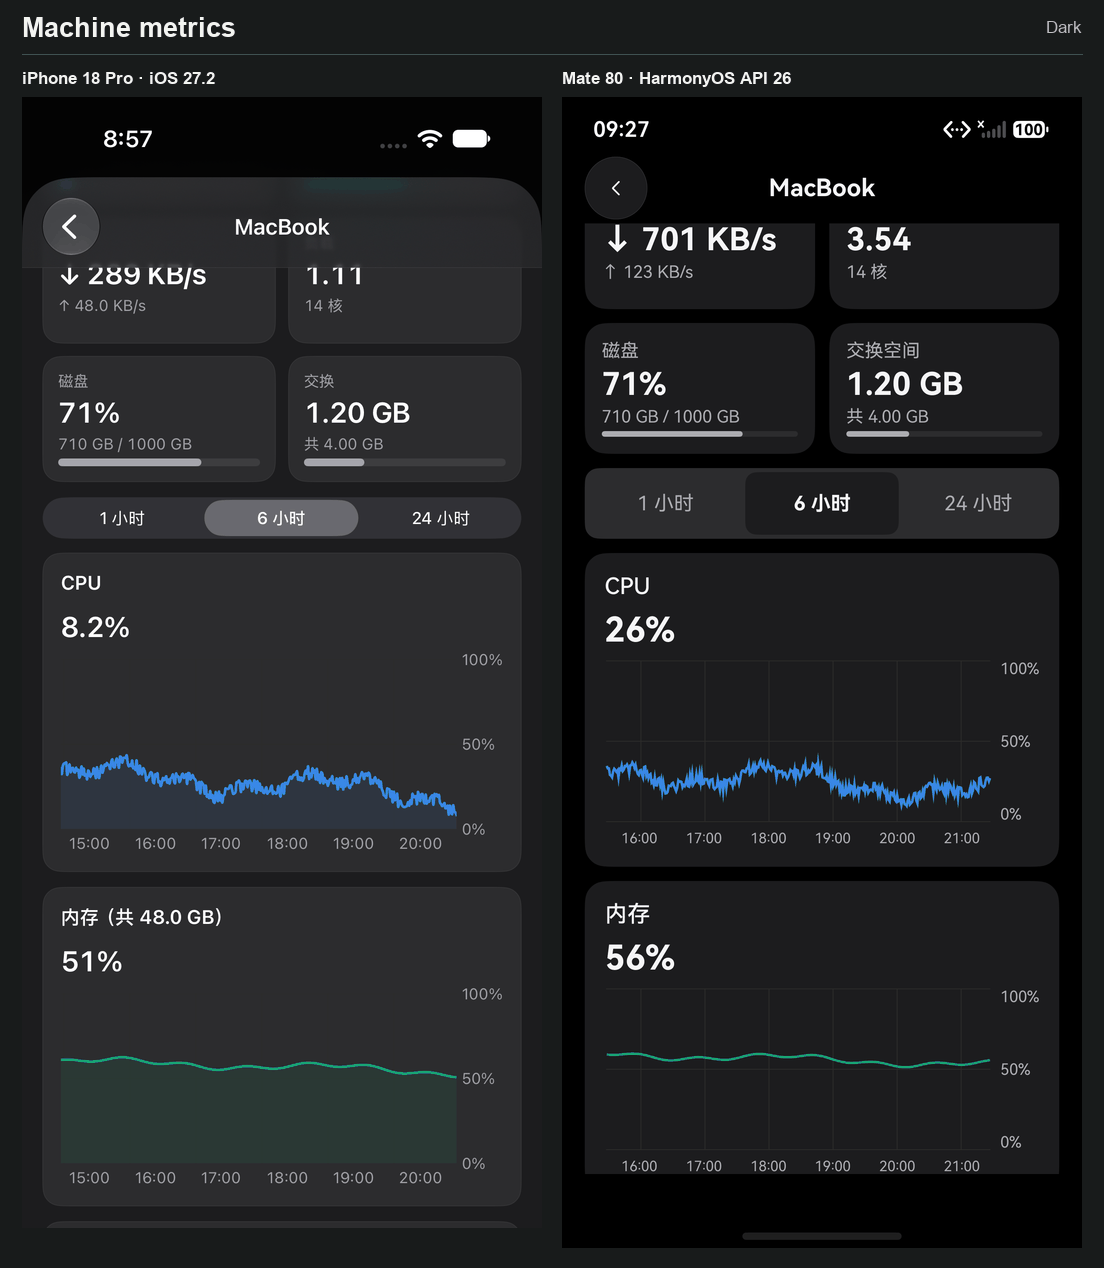 Machine metrics
Dark
iPhone 18 Pro · iOS 27.2
8:57
MacBook
↓ 289 KB/s
↑ 48.0 KB/s
1.11
14 核
磁盘
71%
710 GB / 1000 GB
交换
1.20 GB
共 4.00 GB
1 小时
6 小时
24 小时
CPU
8.2%
100%
50%
0%
15:00 16:00 17:00 18:00 19:00 20:00
内存（共 48.0 GB）
51%
100%
50%
0%
15:00 16:00 17:00 18:00 19:00 20:00
Mate 80 · HarmonyOS API 26
09:27
100
MacBook
↓ 701 KB/s
↑ 123 KB/s
3.54
14 核
磁盘
71%
710 GB / 1000 GB
交换空间
1.20 GB
共 4.00 GB
1 小时
6 小时
24 小时
CPU
26%
100%
50%
0%
16:00 17:00 18:00 19:00 20:00 21:00
内存
56%
100%
50%
0%
16:00 17:00 18:00 19:00 20:00 21:00